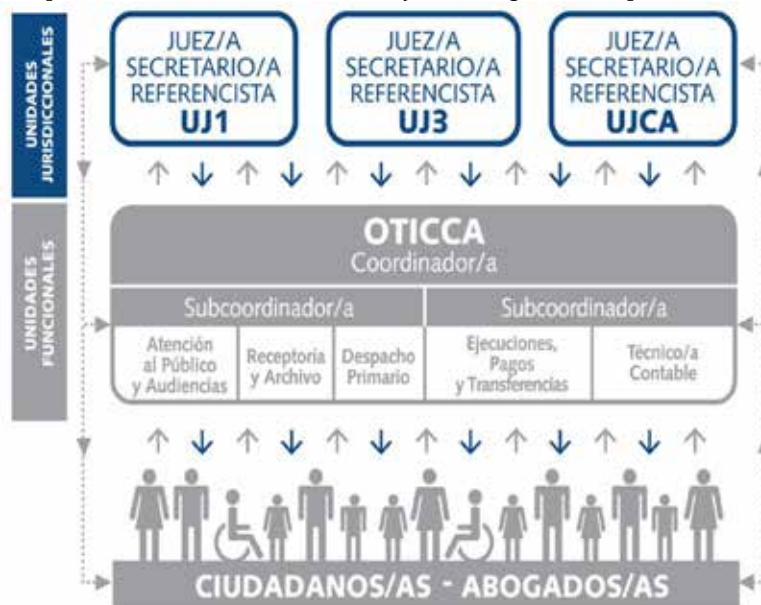 UNIDADES
JURISDICCIONALES
JUEZ/A
SECRETARIO/A
REFERENCISTA
UJ1
JUEZ/A
SECRETARIO/A
REFERENCISTA
UJ3
JUEZ/A
SECRETARIO/A
REFERENCISTA
UJCA
UNIDADES
FUNCIONALES
OTICCA
Coordinador/a
Subcoordinador/a
Subcoordinador/a
Atención
al Público
y Audiencias
Receptoría
y Archivo
Despacho
Primario
Ejecuciones,
Pagos
y Transferencias
Técnico/a
Contable
CIUDADANOS/AS - ABOGADOS/AS